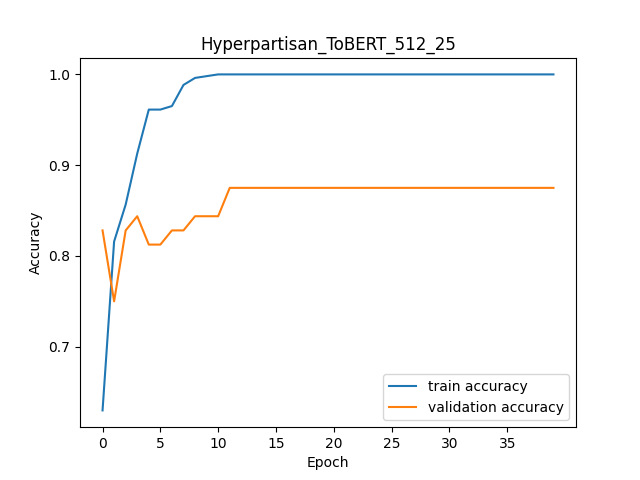 Hyperpartisan_ToBERT_512_25
1.0
0.9
0.8
0.7
Accuracy
0 5 10 15 20 25 30 35
Epoch
train accuracy
validation accuracy